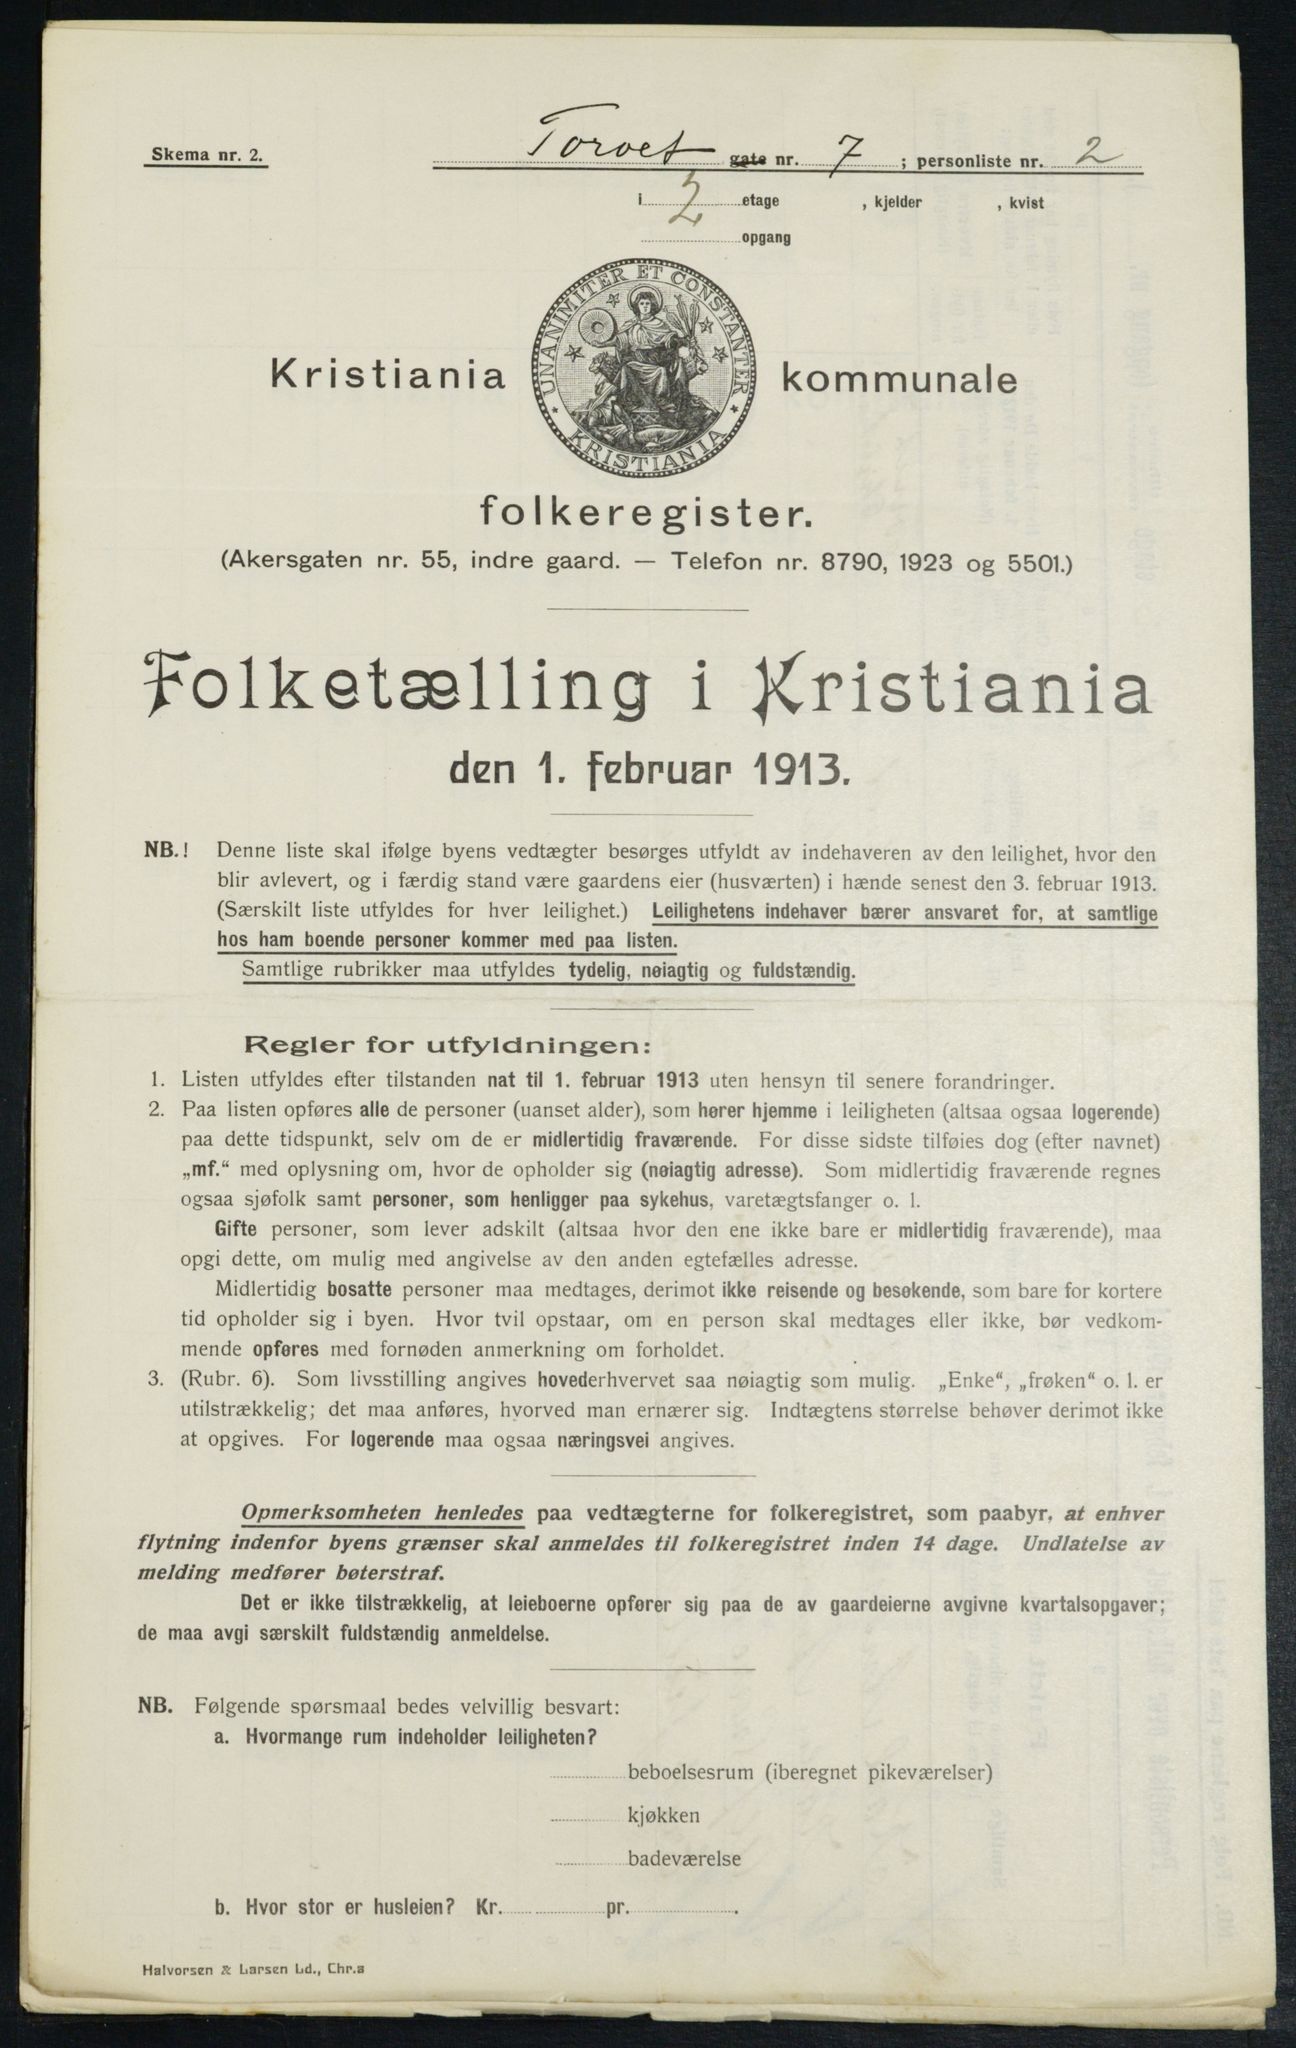 Skema nr. 2.
Torvet gate nr. 7 ; personliste nr. 2
i 2 etage , kjelder , kvist
opgang
UNANIMITER ET CONSTANTER
KRISTIANIA
Kristiania kommunale
folkeregister.
(Akersgaten nr. 55, indre gaard. — Telefon nr. 8790, 1923 og 5501.)
Folketælling i Kristiania
den 1. februar 1913.
NB.! Denne liste skal ifølge byens vedtægter besørges utfyldt av indehaveren av den leilighet, hvor den
blir avlevert, og i færdig stand være gaardens eier (husværten) i hænde senest den 3. februar 1913.
(Særskilt liste utfyldes for hver leilighet.) Leilighetens indehaver bærer ansvaret for, at samtlige
hos ham boende personer kommer med paa listen.
Samtlige rubrikker maa utfyldes tydelig, nøiagtig og fuldstændig.
Regler for utfyldningen:
1. Listen utfyldes efter tilstanden nat til 1. februar 1913 uten hensyn til senere forandringer.
2. Paa listen opføres alle de personer (uanset alder), som hører hjemme i leiligheten (altsaa ogsaa logerende)
paa dette tidspunkt, selv om de er midlertidig fraværende. For disse sidste tilføies dog (efter navnet)
„mf.“ med oplysning om, hvor de opholder sig (nøiagtig adresse). Som midlertidig fraværende regnes
ogsaa sjøfolk samt personer, som henligger paa sykehus, varetægtsfanger o. l.
Gifte personer, som lever adskilt (altsaa hvor den ene ikke bare er midlertidig fraværende), maa
opgi dette, om mulig med angivelse av den anden egtefælles adresse.
Midlertidig bosatte personer maa medtages, derimot ikke reisende og besøkende, som bare for kortere
tid opholder sig i byen. Hvor tvil opstaar, om en person skal medtages eller ikke, bør vedkom-
mende opføres med fornøden anmerkning om forholdet.
3. (Rubr. 6). Som livsstilling angives hovederhvervet saa nøiagtig som mulig. „Enke“, „frøken“ o. l. er
utilstrækkelig; det maa anføres, hvorved man ernærer sig. Indtægtens størrelse behøver derimot ikke
at opgives. For logerende maa ogsaa næringsvei angives.
Opmerksomheten henledes paa vedtægterne for folkeregistret, som paabyr, at enhver
flytning indenfor byens grænser skal anmeldes til folkeregistret inden 14 dage. Undlatelse av
melding medfører bøterstraf.
Det er ikke tilstrækkelig, at leieboerne opfører sig paa de av gaardeierne avgivne kvartalsopgaver;
de maa avgi særskilt fuldstændig anmeldelse.
NB. Følgende spørsmaal bedes velvillig besvart:
a. Hvormange rum indeholder leiligheten?
beboelsesrum (iberegnet pikeværelser)
kjøkken
badeværelse
b. Hvor stor er husleien? Kr. pr. .
Halvorsen & Larsen Ld., Chr.a